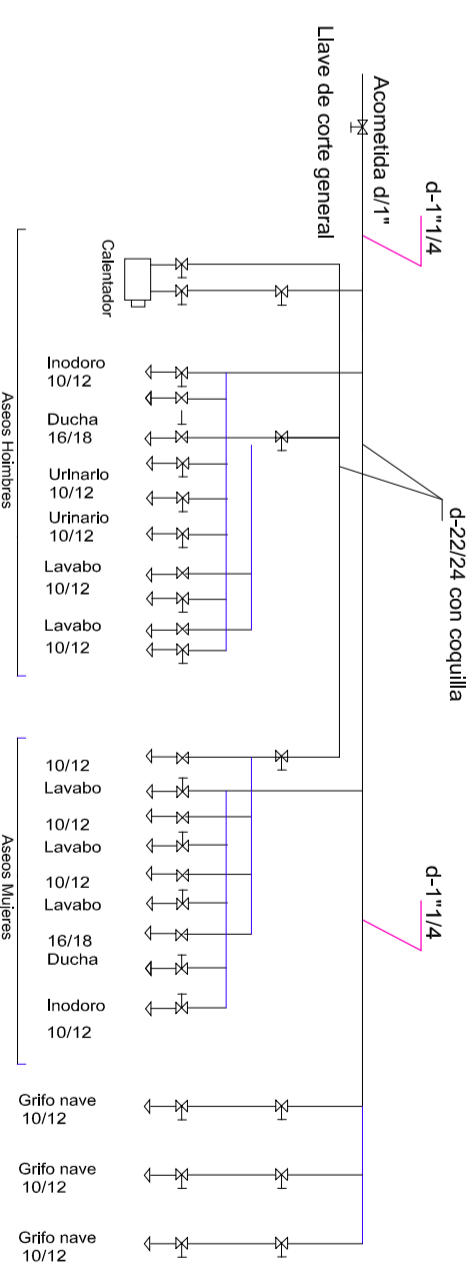 Llave de corte general
Acometida d/1"
d-1"1/4
d-22/24 con coquilla
d-1"1/4
Calentador
Aseos Hoimbres
Inodoro
10/12
Ducha
16/18
UrInarIo
10/12
Urinario
10/12
Lavabo
10/12
Lavabo
10/12
Aseos Mujeres
10/12
Lavabo
10/12
Lavabo
10/12
Lavabo
16/18
Ducha
Inodoro
10/12
Grifo nave
10/12
Grifo nave
10/12
Grifo nave
10/12